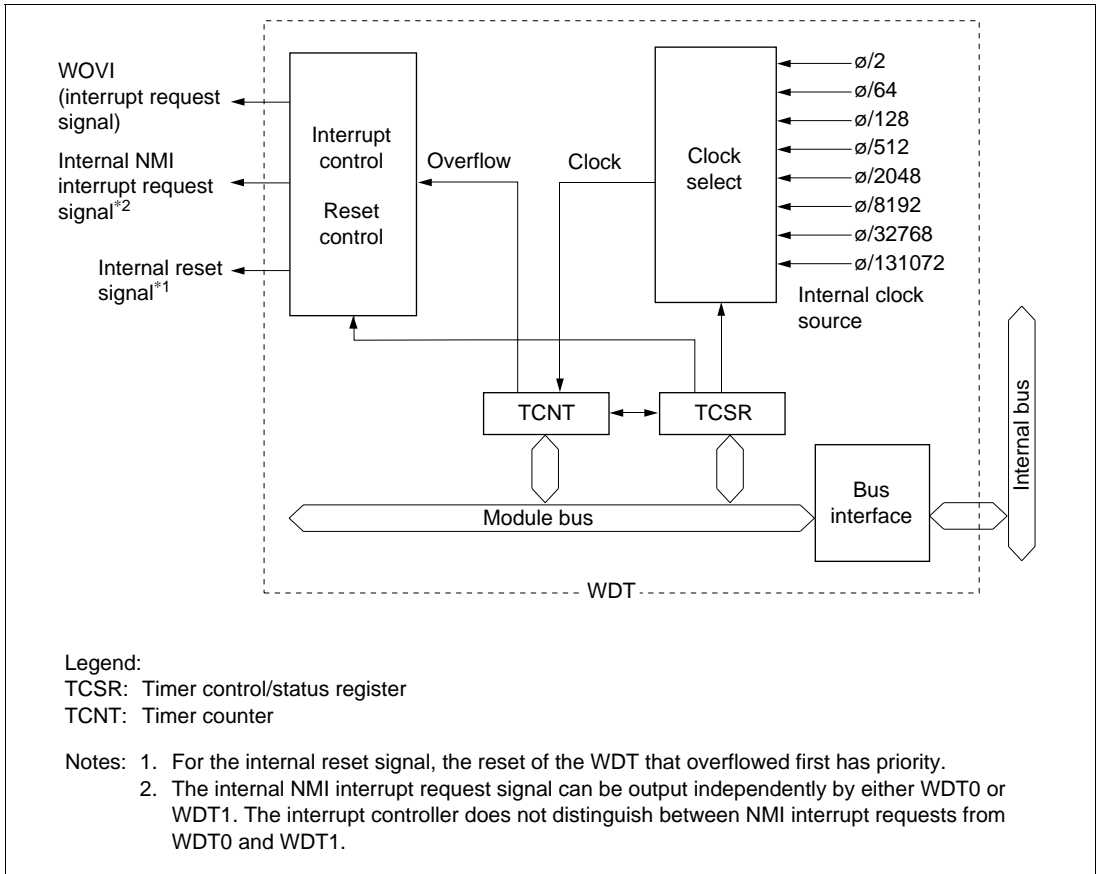 WOVI
(interrupt request
signal)
Internal NMI
interrupt request
signal*2
Internal reset
signal*1
Interrupt
control
Reset
control
Overflow
Clock
Clock
select
ø/2
ø/64
ø/128
ø/512
ø/2048
ø/8192
ø/32768
ø/131072
Internal clock
source
TCNT
TCSR
Module bus
Bus
interface
Internal bus
WDT
Legend:
TCSR: Timer control/status register
TCNT: Timer counter
Notes: 1. For the internal reset signal, the reset of the WDT that overflowed first has priority.
2. The internal NMI interrupt request signal can be output independently by either WDT0 or
WDT1. The interrupt controller does not distinguish between NMI interrupt requests from
WDT0 and WDT1.